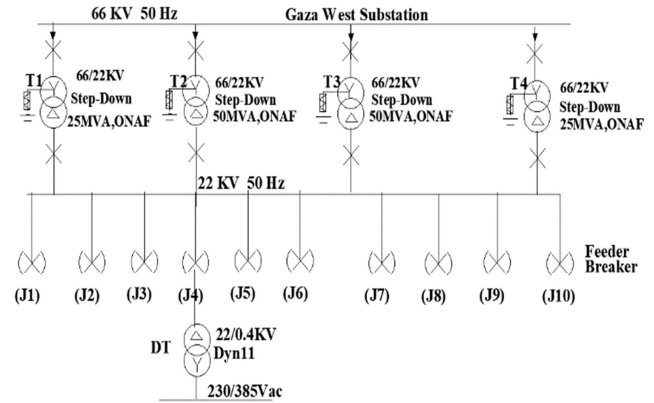 66 KV 50 Hz
Gaza West Substation
T1
66/22KV
Step-Down
25MVA,ONAF
T2
66/22KV
Step-Down
50MVA,ONAF
T3
66/22KV
Step-Down
50MVA,ONAF
T4
66/22KV
Step-Down
25MVA,ONAF
22 KV 50 Hz
Feeder
Breaker
(J1)
(J2)
(J3)
(J4)
(J5)
(J6)
(J7)
(J8)
(J9)
(J10)
DT
22/0.4KV
Dyn11
230/385Vac